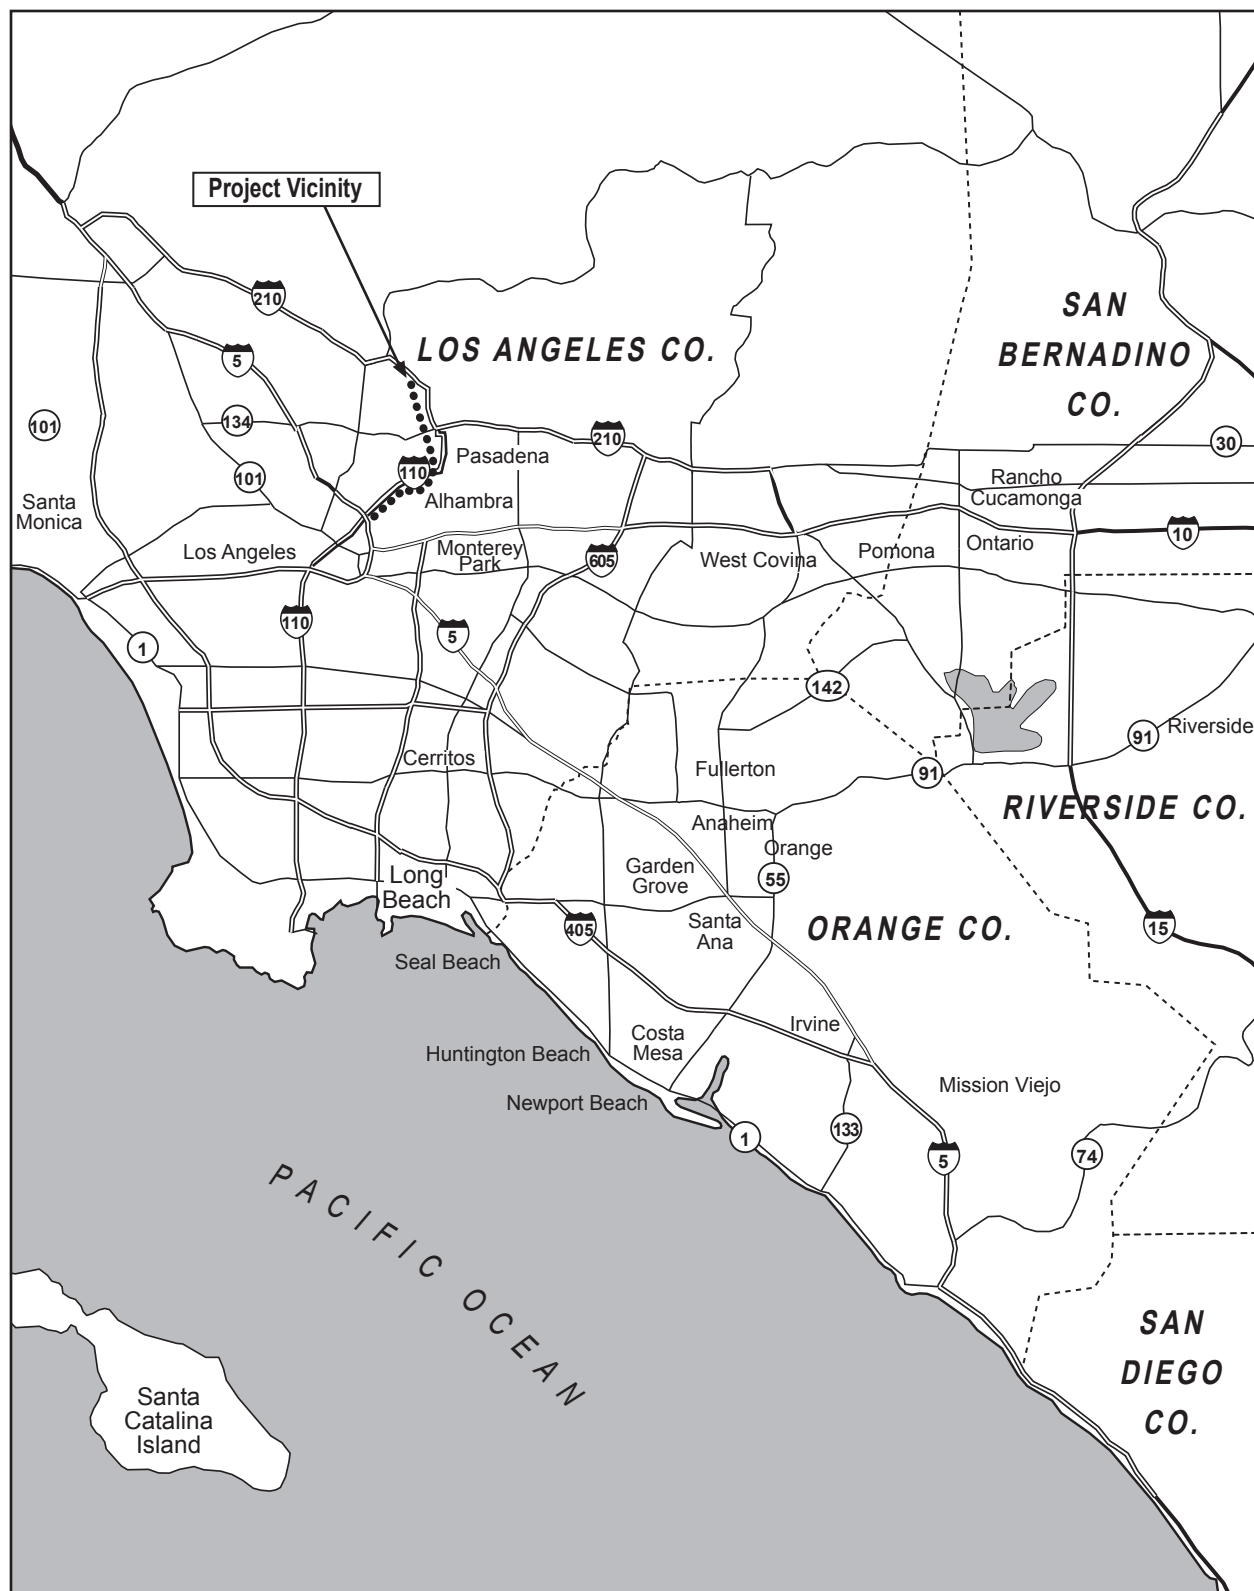 Project Vicinity
SAN
BERNADINO
CO.
210
LOS ANGELES CO.
5
134
101
210
30
101
Pasadena
110
Rancho
Cucamonga
Santa
Monica
Alhambra
10
Los Angeles
Monterey
Park
605
West Covina
Pomona
Ontario
110
5
1
142
91
Riverside
Cerritos
Fullerton
91
RIVERSIDE CO.
Anaheim
Orange
Garden
Grove
55
Long
Beach
405
Santa
Ana
ORANGE CO.
15
Seal Beach
Irvine
Costa
Mesa
Huntington Beach
Mission Viejo
Newport Beach
1
133
5
74
PACIFIC OCEAN
SAN
DIEGO
CO.
Santa
Catalina
Island